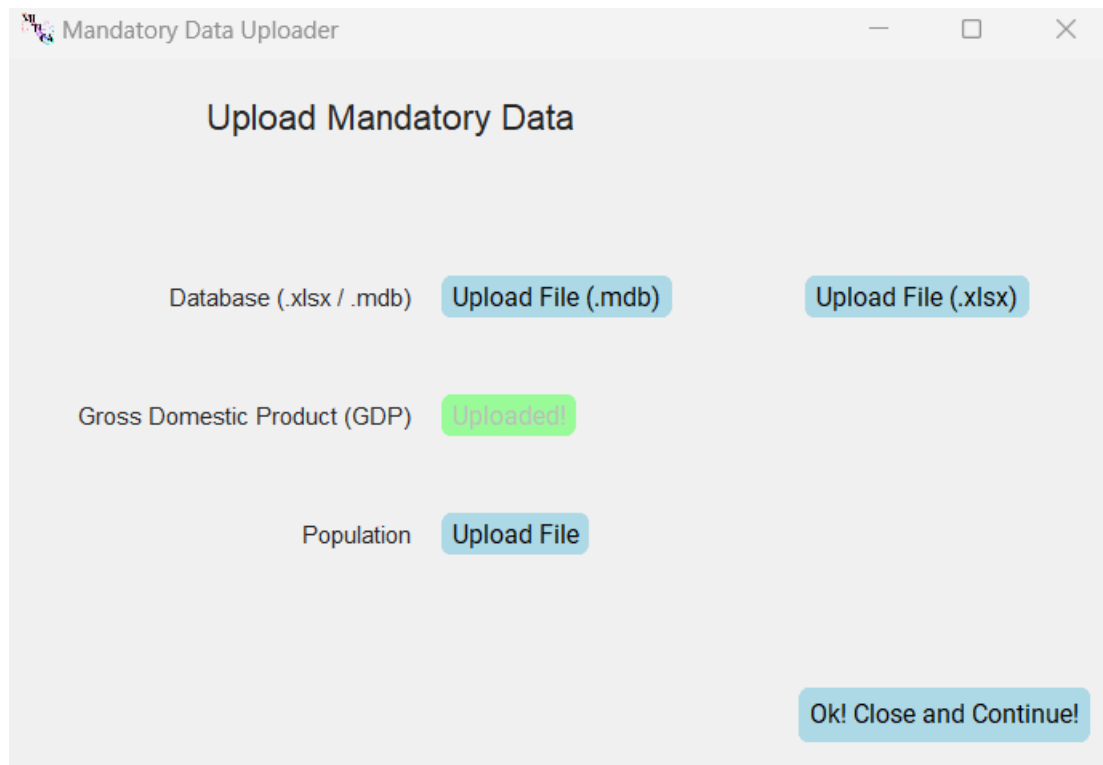 Mandatory Data Uploader
Upload Mandatory Data
Database (.xlsx / .mdb) Upload File (.mdb) Upload File (.xlsx)
Gross Domestic Product (GDP) Uploaded!
Population Upload File
Ok! Close and Continue!